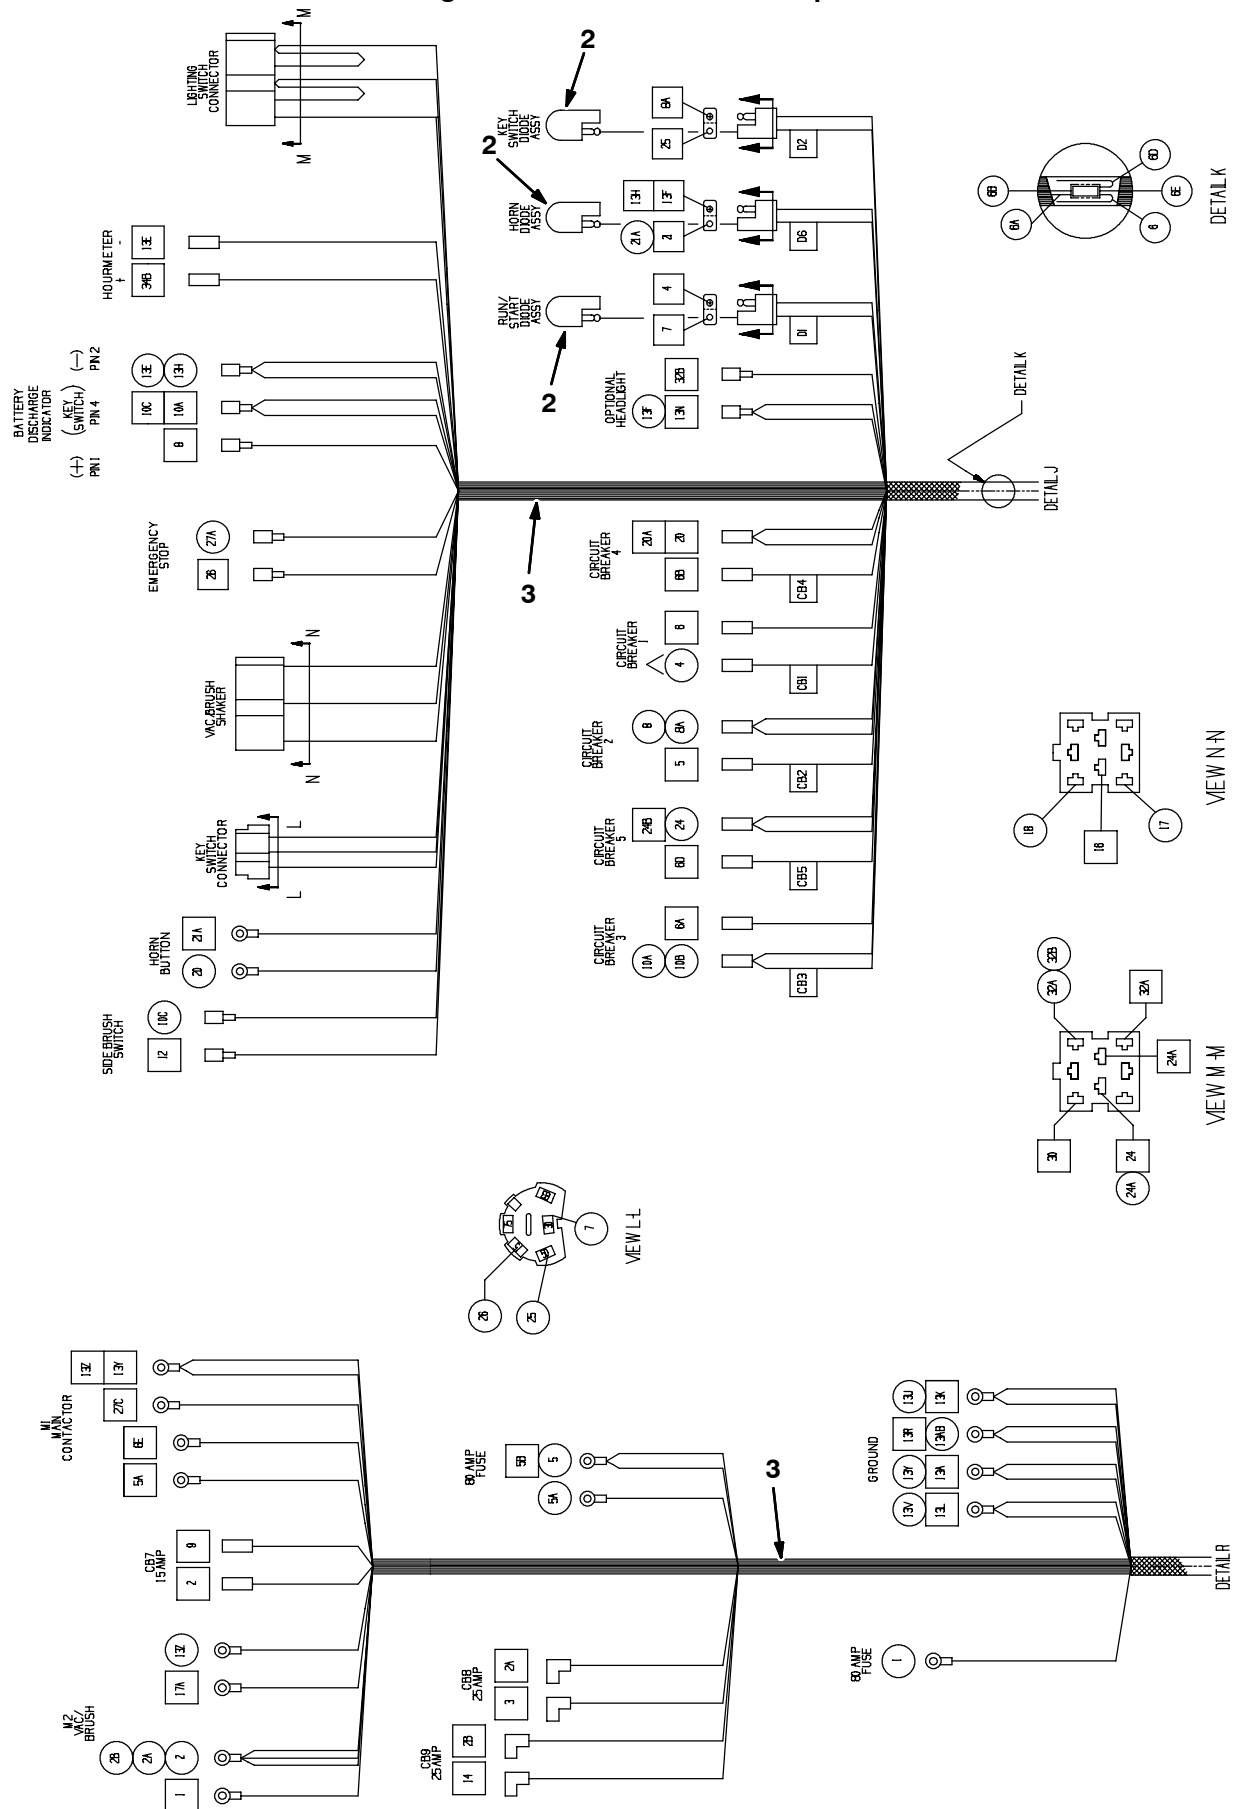 M
M
LIGHTING
SWITCH
CONNECTOR
2
KEY
SWITCH
DIODE
ASSY
25
8A
D2
2
HORN
DIODE
ASSY
13H
13F
21A
21
D6
RUN/
START
DIODE
ASSY
7
4
D1
2
HOURMETER
- 13E
+ 34B
OPTIONAL
HEADLIGHT
32B
13F
13N
BATTERY
DISCHARGE
INDICATOR
(+)
PIN 1
(KEY
SWITCH)
PIN 4
(—)
PIN 2
13E
13H
10C
10A
8
3
DETAIL K
DETAIL J
6B
6D
6A
6E
6
DETAIL K
EMERGENCY
STOP
27A
26
CIRCUIT
BREAKER
4
20A
20
6B
CB4
CIRCUIT
BREAKER
1
6
4
CB1
VAC/BRUSH
SHAKER
N
N
CIRCUIT
BREAKER
2
8
8A
5
CB2
KEY
SWITCH
CONNECTOR
L
L
CIRCUIT
BREAKER
5
24B
24
6D
CB5
HORN
BUTTON
21A
20
CIRCUIT
BREAKER
3
6A
10A
10B
CB3
SIDE BRUSH
SWITCH
10C
12
18
16
17
VIEW N-N
32B
32A
32A
24A
30
24
24A
VIEW M-M
7
26
25
VIEW L-L
M1
MAIN
CONTACTOR
13Z
13Y
27C
6E
5A
CB7
15 AMP
9
2
80 AMP
FUSE
5B
5
5A
GROUND
13U
13K
13R
13AB
13Y
13A
13V
13L
3
DETAIL R
13Z
17A
M2
VAC/
BRUSH
2B
2A
2
1
CB8
25 AMP
2A
3
CB9
25 AMP
2B
14
80 AMP
FUSE
1